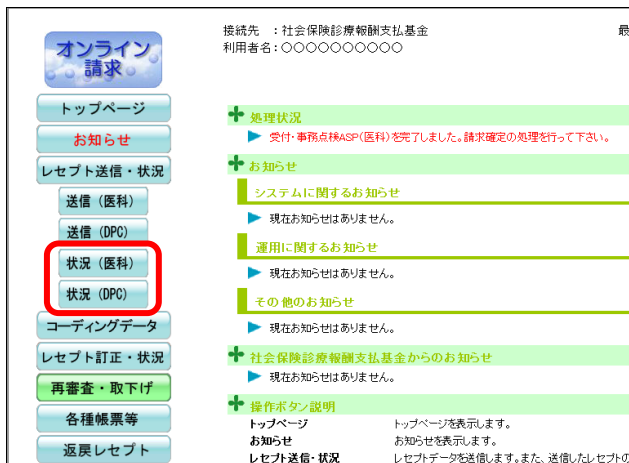 オンライン
請求
接続先 ：社会保険診療報酬支払基金
最
利用者名：○○○○○○○○○○
トップページ
お知らせ
レセプト送信・状況
送信（医科）
送信（DPC）
状況（医科）
状況（DPC）
コーディングデータ
レセプト訂正・状況
再審査・取下げ
各種帳票等
返戻レセプト
処理状況
受付・事務点検ASP(医科)を完了しました。請求確定の処理を行って下さい。
お知らせ
システムに関するお知らせ
現在お知らせはありません。
運用に関するお知らせ
現在お知らせはありません。
その他のお知らせ
現在お知らせはありません。
社会保険診療報酬支払基金からのお知らせ
現在お知らせはありません。
操作ボタン説明
トップページ トップページを表示します。
お知らせ お知らせを表示します。
レセプト送信・状況 レセプトデータを送信します。また、送信したレセプトの